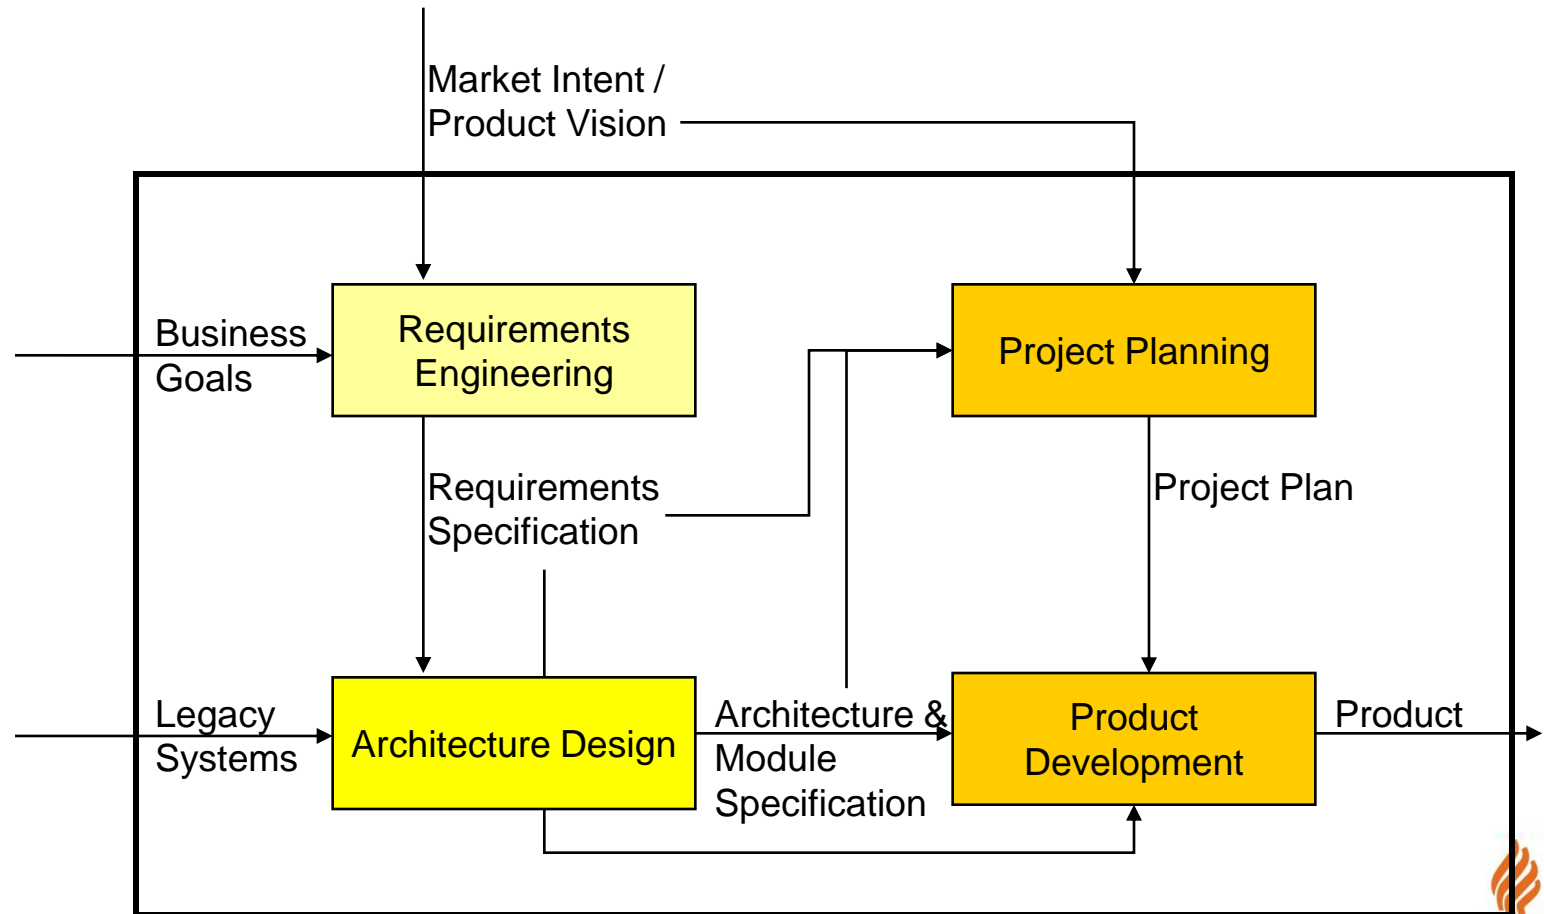 Market Intent /
Product Vision
Business
Goals
Requirements
Engineering
Project Planning
Requirements
Specification
Project Plan
Legacy
Systems
Architecture Design
Architecture &
Module
Specification
Product
Development
Product